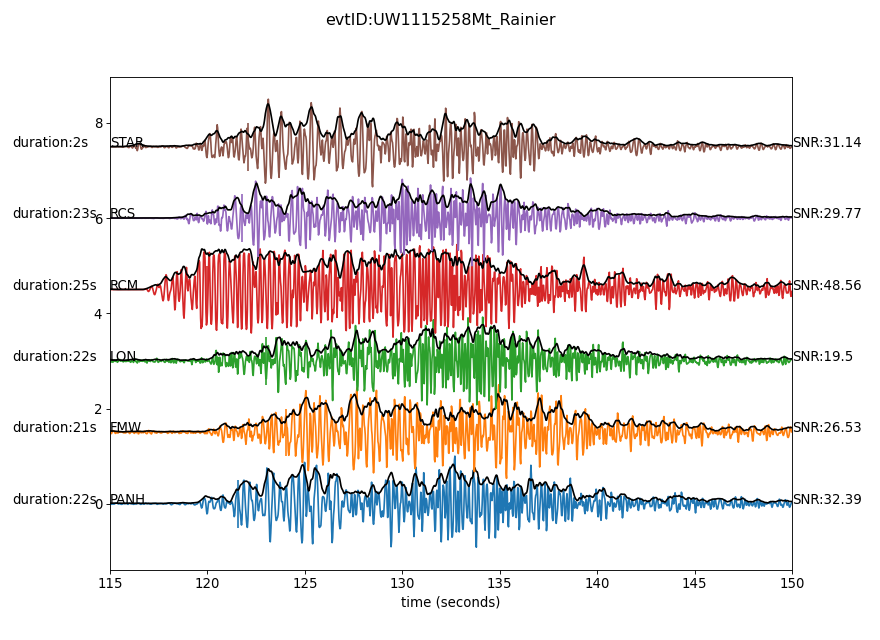 evtID:UW1115258Mt_Rainier
8
duration:2s STAR SNR:31.14
duration:23s RCS SNR:29.77
6
duration:25s RCM SNR:48.56
4
duration:22s LON SNR:19.5
2
duration:21s FMW SNR:26.53
duration:22s PANH SNR:32.39
0
115 120 125 130 135 140 145 150
time (seconds)